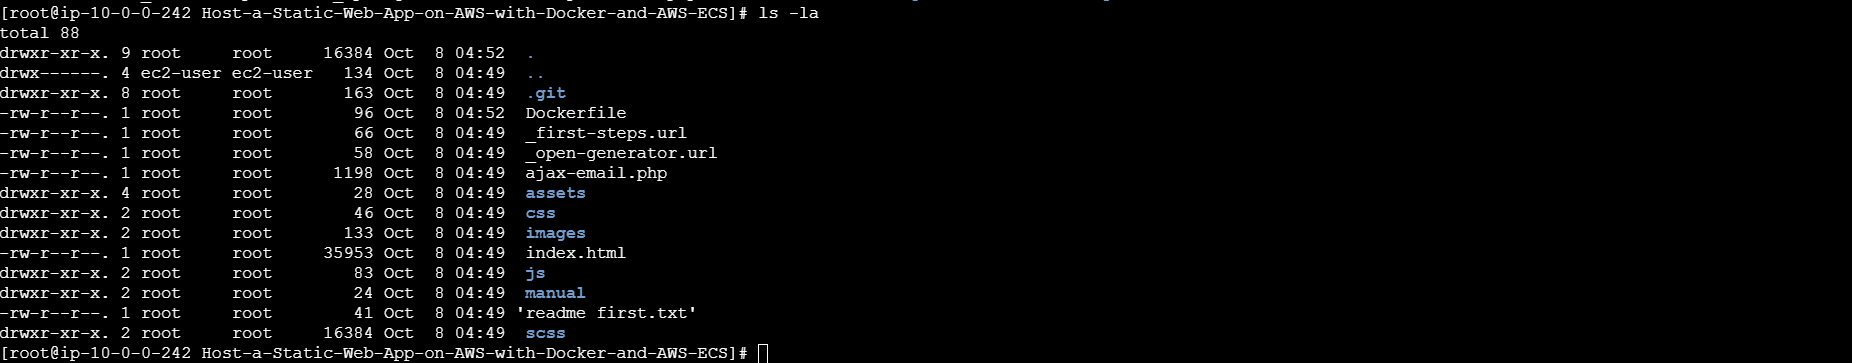 [root@ip-10-0-0-242 Host-a-Static-Web-App-on-AWS-with-Docker-and-AWS-ECS]# ls -la
total 88
drwxr-xr-x. 9 root     root     16384 Oct  8 04:52  .
drwx------. 4 ec2-user ec2-user   134 Oct  8 04:49  ..
drwxr-xr-x. 8 root     root       163 Oct  8 04:49  .git
-rw-r--r--. 1 root     root        96 Oct  8 04:52  Dockerfile
-rw-r--r--. 1 root     root        66 Oct  8 04:49  _first-steps.url
-rw-r--r--. 1 root     root        58 Oct  8 04:49  _open-generator.url
-rw-r--r--. 1 root     root      1198 Oct  8 04:49  ajax-email.php
drwxr-xr-x. 4 root     root        28 Oct  8 04:49  assets
drwxr-xr-x. 2 root     root        46 Oct  8 04:49  css
drwxr-xr-x. 2 root     root       133 Oct  8 04:49  images
-rw-r--r--. 1 root     root     35953 Oct  8 04:49  index.html
drwxr-xr-x. 2 root     root        83 Oct  8 04:49  js
drwxr-xr-x. 2 root     root        24 Oct  8 04:49  manual
-rw-r--r--. 1 root     root        41 Oct  8 04:49 'readme first.txt'
drwxr-xr-x. 2 root     root     16384 Oct  8 04:49  scss
[root@ip-10-0-0-242 Host-a-Static-Web-App-on-AWS-with-Docker-and-AWS-ECS]#